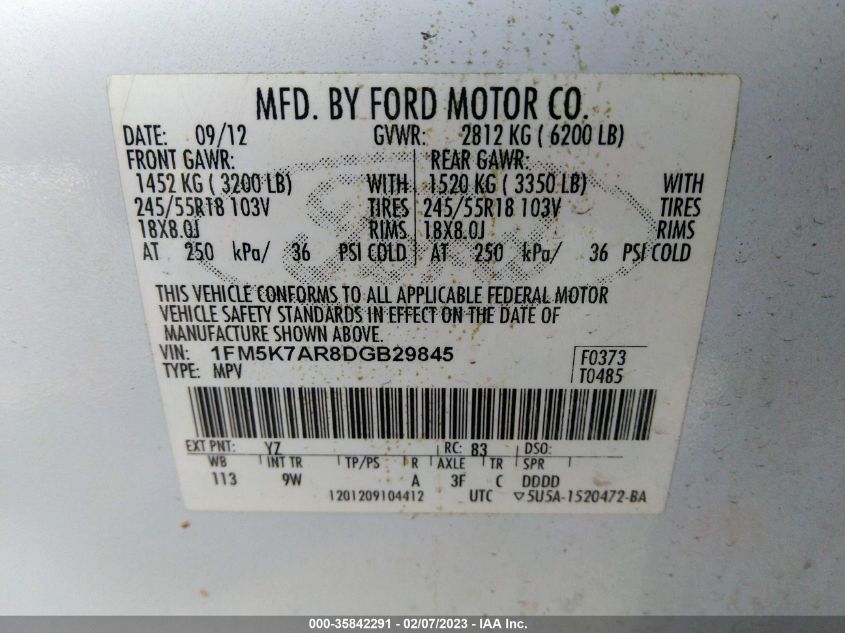 MFD. BY FORD MOTOR CO.
DATE: 09/12 GVWR: 2812 KG ( 6200 LB)
FRONT GAWR: REAR GAWR:
1452 KG ( 3200 LB) WITH 1520 KG ( 3350 LB) WITH
245/55R18 103V TIRES 245/55R18 103V TIRES
18X8.0J RIMS 18X8.0J RIMS
AT 250 kPa/ 36 PSI COLD AT 250 kPa/ 36 PSI COLD
THIS VEHICLE CONFORMS TO ALL APPLICABLE FEDERAL MOTOR
VEHICLE SAFETY STANDARDS IN EFFECT ON THE DATE OF
MANUFACTURE SHOWN ABOVE.
VIN: 1FM5K7AR8DGB29845 F0373
TYPE: MPV T0485
EXT PNT: YZ RC: 83 DSO:
WB INT TR TP/PS R AXLE TR SPR
113 9W A 3F C DDDD
1201209104412 UTC ▽5U5A-1520472-BA
000-35842291 - 02/07/2023 - IAA Inc.